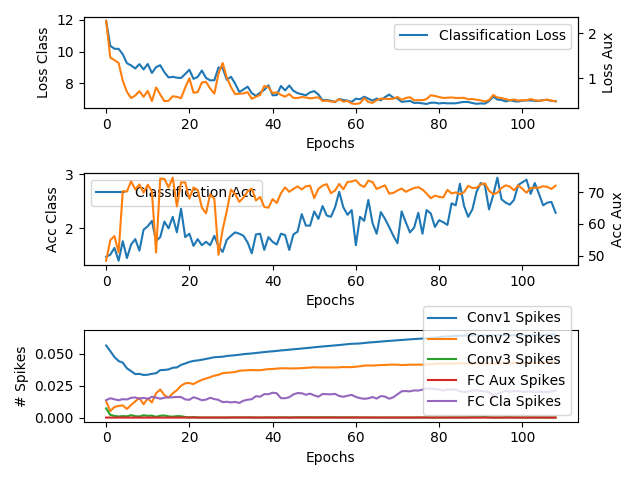 12
10
8
Loss Class
2
1
Loss Aux
Classification Loss
0 20 40 60 80 100
Epochs
3
2
Acc Class
70
60
50
Acc Aux
Classification Acc
0 20 40 60 80 100
Epochs
0.050
0.025
0.000
# Spikes
Conv1 Spikes
Conv2 Spikes
Conv3 Spikes
FC Aux Spikes
FC Cla Spikes
0 20 40 60 80 100
Epochs